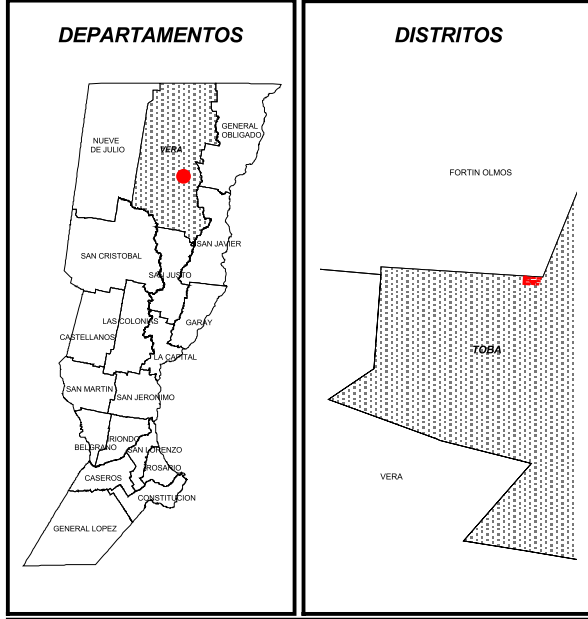 DEPARTAMENTOS
NUEVE
DE JULIO
VERA
GENERAL
OBLIGADO
SAN CRISTOBAL
SAN JAVIER
SAN JUSTO
LAS COLONIAS
GARAY
CASTELLANOS
LA CAPITAL
SAN MARTIN
SAN JERONIMO
IRIONDO
BELGRANO
SAN LORENZO
ROSARIO
CASEROS
CONSTITUCION
GENERAL LOPEZ
DISTRITOS
FORTIN OLMOS
TOBA
VERA